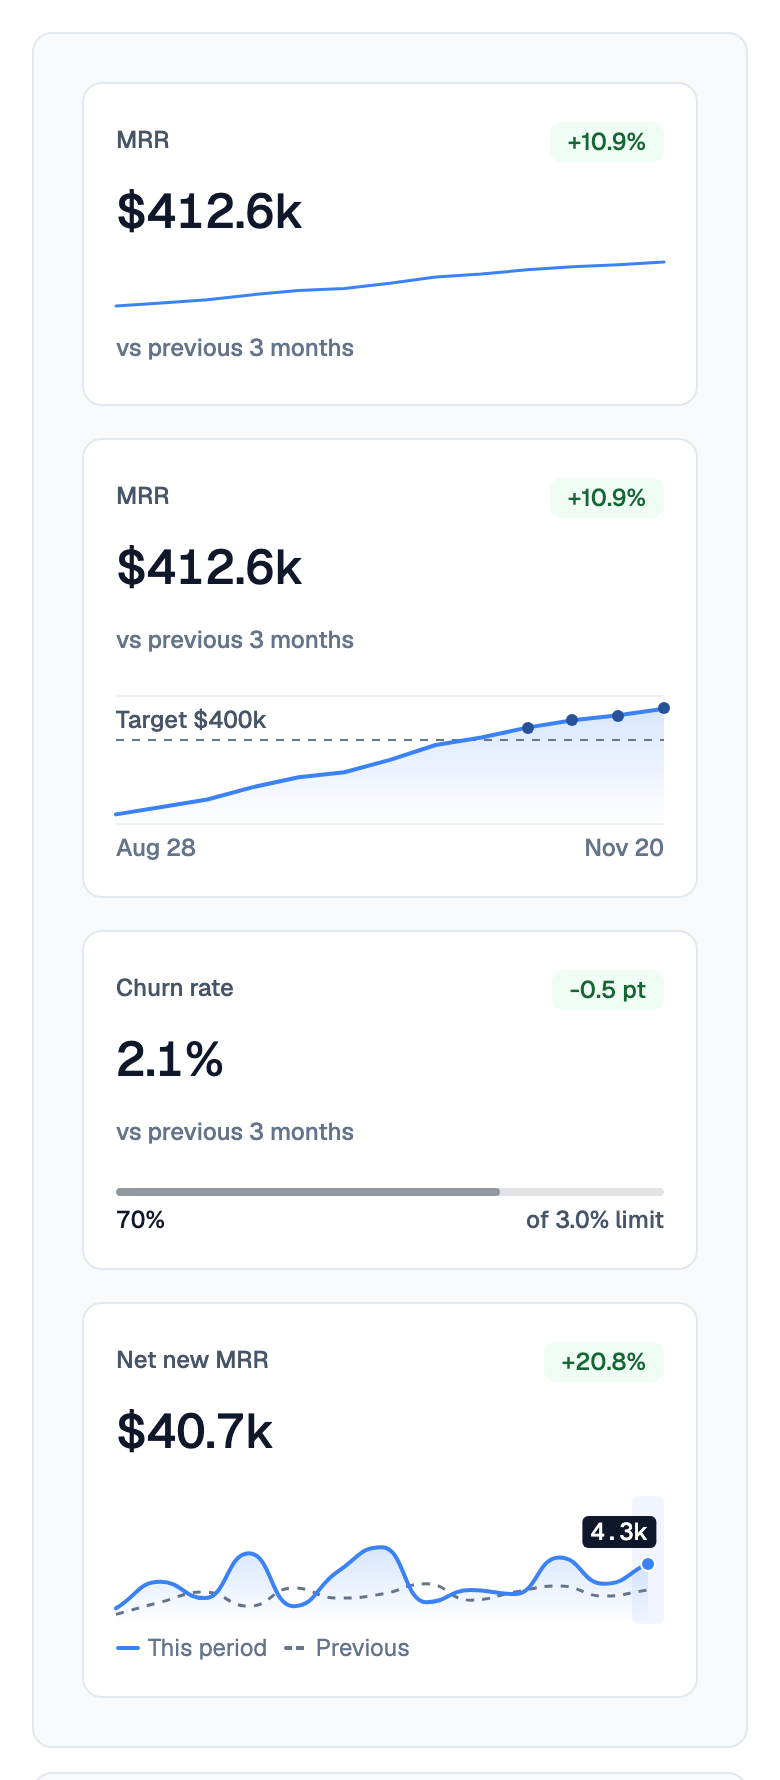 MRR
+10.9%
$412.6k
vs previous 3 months
MRR
+10.9%
$412.6k
vs previous 3 months
Target $400k
Aug 28
Nov 20
Churn rate
-0.5 pt
2.1%
vs previous 3 months
70%
of 3.0% limit
Net new MRR
+20.8%
$40.7k
4.3k
This period
Previous